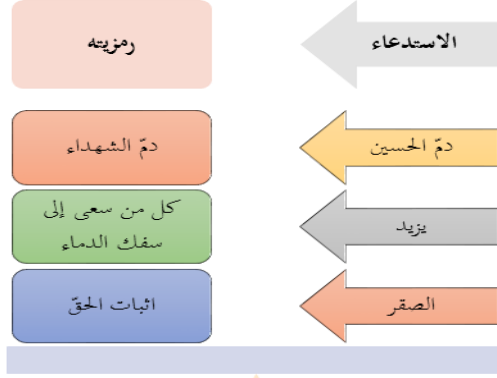 الاستدعاء
رمزيته
دمّ الحسين
دمّ الشهداء
يزيد
كل من سعى إلى
سفك الدماء
الصقر
اثبات الحقّ